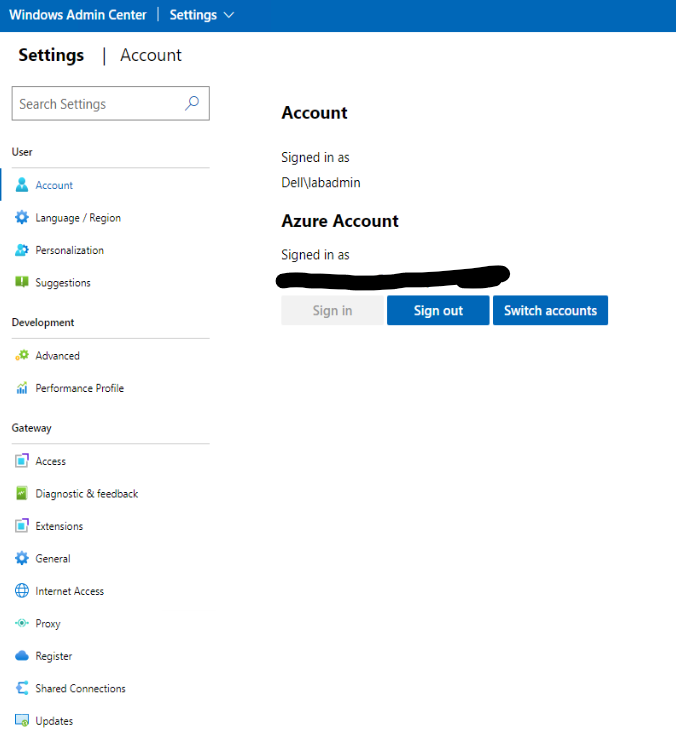 Windows Admin Center | Settings
Settings | Account
Search Settings
User
Account
Language / Region
Personalization
Suggestions
Development
Advanced
Performance Profile
Gateway
Access
Diagnostic & feedback
Extensions
General
Internet Access
Proxy
Register
Shared Connections
Updates
Account
Signed in as
Dell\labadmin
Azure Account
Signed in as
Sign in Sign out Switch accounts